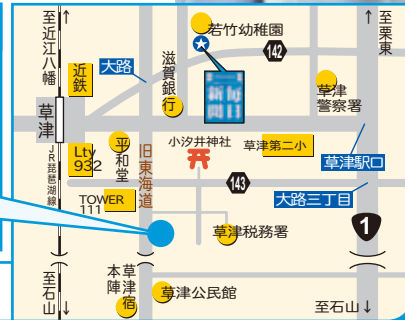 至近江八幡
↑
若竹幼稚園
142
↑
至栗東
近鉄
大路
滋賀銀行
毎日
新聞
草津
警察署
草津
JR琵琶湖線
Lty
932
平和堂
旧東海道
小汐井神社
草津第二小
草津駅口
143
大路三丁目
TOWER
111
草津税務署
1
至石山
↓
草津宿
本陣
草津公民館
至石山↓